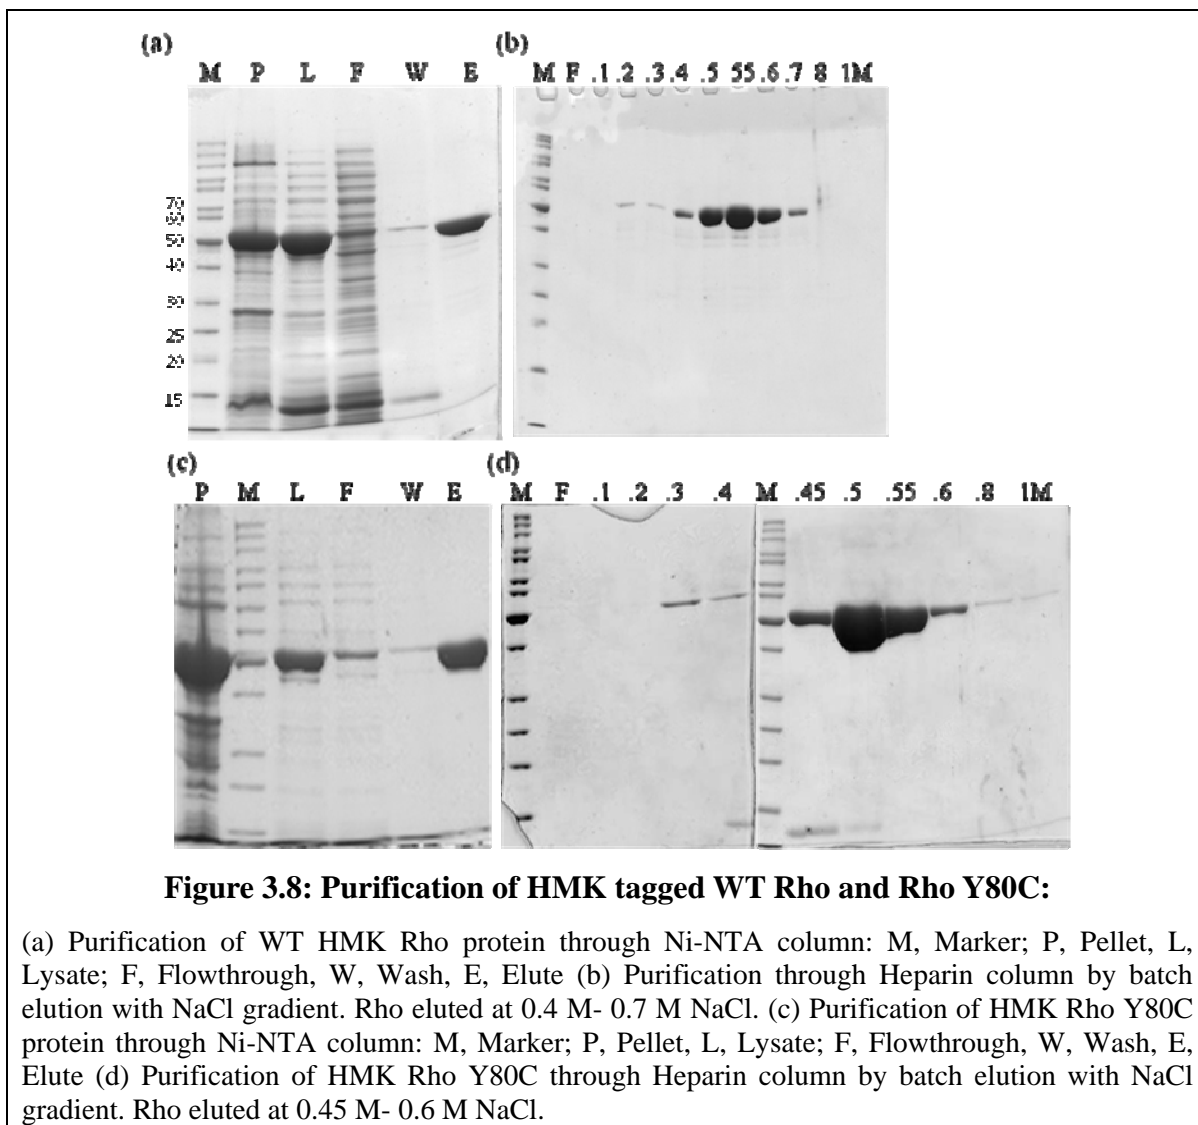 (a)
(b)
M P L F W E
M F .1 .2 .3 .4 .5 55 .6 .7 8 1M
70
60
50
40
30
25
20
15
(c)
(d)
P M L F W E
M F .1 .2 .3 .4 M .45 .5 .55 .6 .8 1M
Figure 3.8: Purification of HMK tagged WT Rho and Rho Y80C:
(a) Purification of WT HMK Rho protein through Ni-NTA column: M, Marker; P, Pellet, L,
Lysate; F, Flowthrough, W, Wash, E, Elute (b) Purification through Heparin column by batch
elution with NaCl gradient. Rho eluted at 0.4 M- 0.7 M NaCl. (c) Purification of HMK Rho Y80C
protein through Ni-NTA column: M, Marker; P, Pellet, L, Lysate; F, Flowthrough, W, Wash, E,
Elute (d) Purification of HMK Rho Y80C through Heparin column by batch elution with NaCl
gradient. Rho eluted at 0.45 M- 0.6 M NaCl.